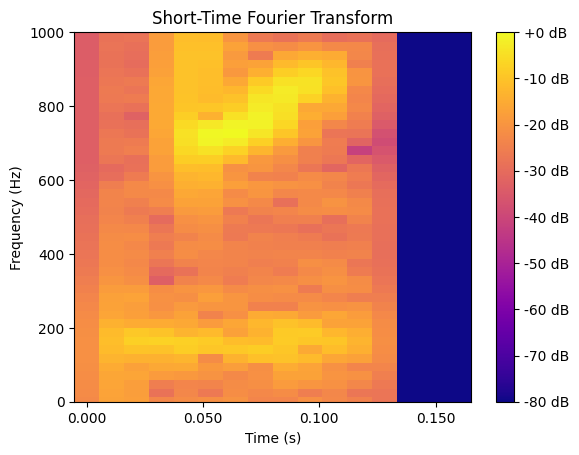 Short-Time Fourier Transform
1000
800
600
400
200
0
Frequency (Hz)
0.000
0.050
0.100
0.150
Time (s)
+0 dB
-10 dB
-20 dB
-30 dB
-40 dB
-50 dB
-60 dB
-70 dB
-80 dB